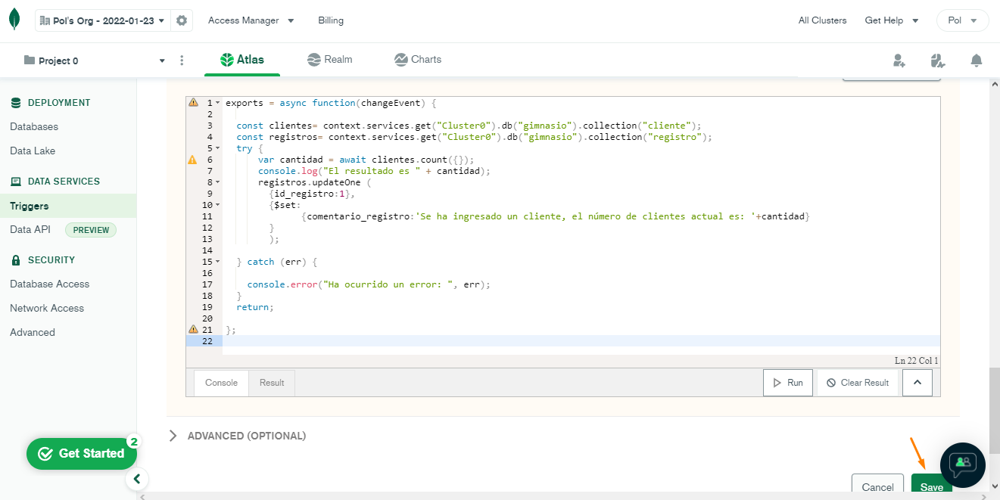 Pol's Org - 2022-01-23 Access Manager Billing All Clusters Get Help Pol
Project 0 Atlas Realm Charts
DEPLOYMENT
Databases
Data Lake
DATA SERVICES
Triggers
Data API PREVIEW
SECURITY
Database Access
Network Access
Advanced
Get Started 2
1 exports = async function(changeEvent) {
2
3 const clientes= context.services.get("Cluster0").db("gimnasio").collection("cliente");
4 const registros= context.services.get("Cluster0").db("gimnasio").collection("registro");
5 try {
6 var cantidad = await clientes.count({});
7 console.log("El resultado es " + cantidad);
8 registros.updateOne (
9 {id_registro:1},
10 {$set:
11 {comentario_registro:'Se ha ingresado un cliente, el número de clientes actual es: '+cantidad}
12 }
13 );
14
15 } catch (err) {
16
17 console.error("Ha ocurrido un error: ", err);
18 }
19 return;
20
21 };
22
Ln 22 Col 1
Console Result Run Clear Result
ADVANCED (OPTIONAL)
Cancel Save